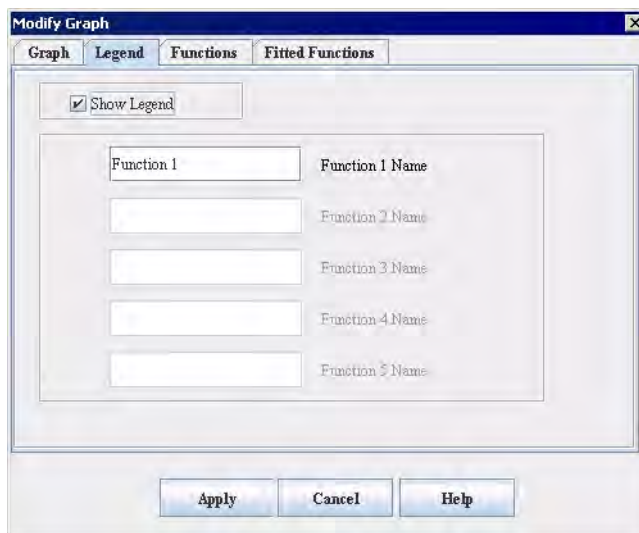 Modify Graph
Graph Legend Functions Fitted Functions
Show Legend
Function 1 Function 1 Name
Function 2 Name
Function 3 Name
Function 4 Name
Function 5 Name
Apply Cancel Help